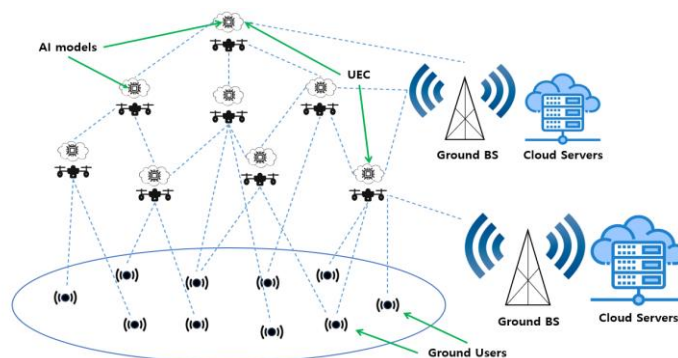 AI models
UEC
Ground BS
Cloud Servers
Ground BS
Cloud Servers
Ground Users